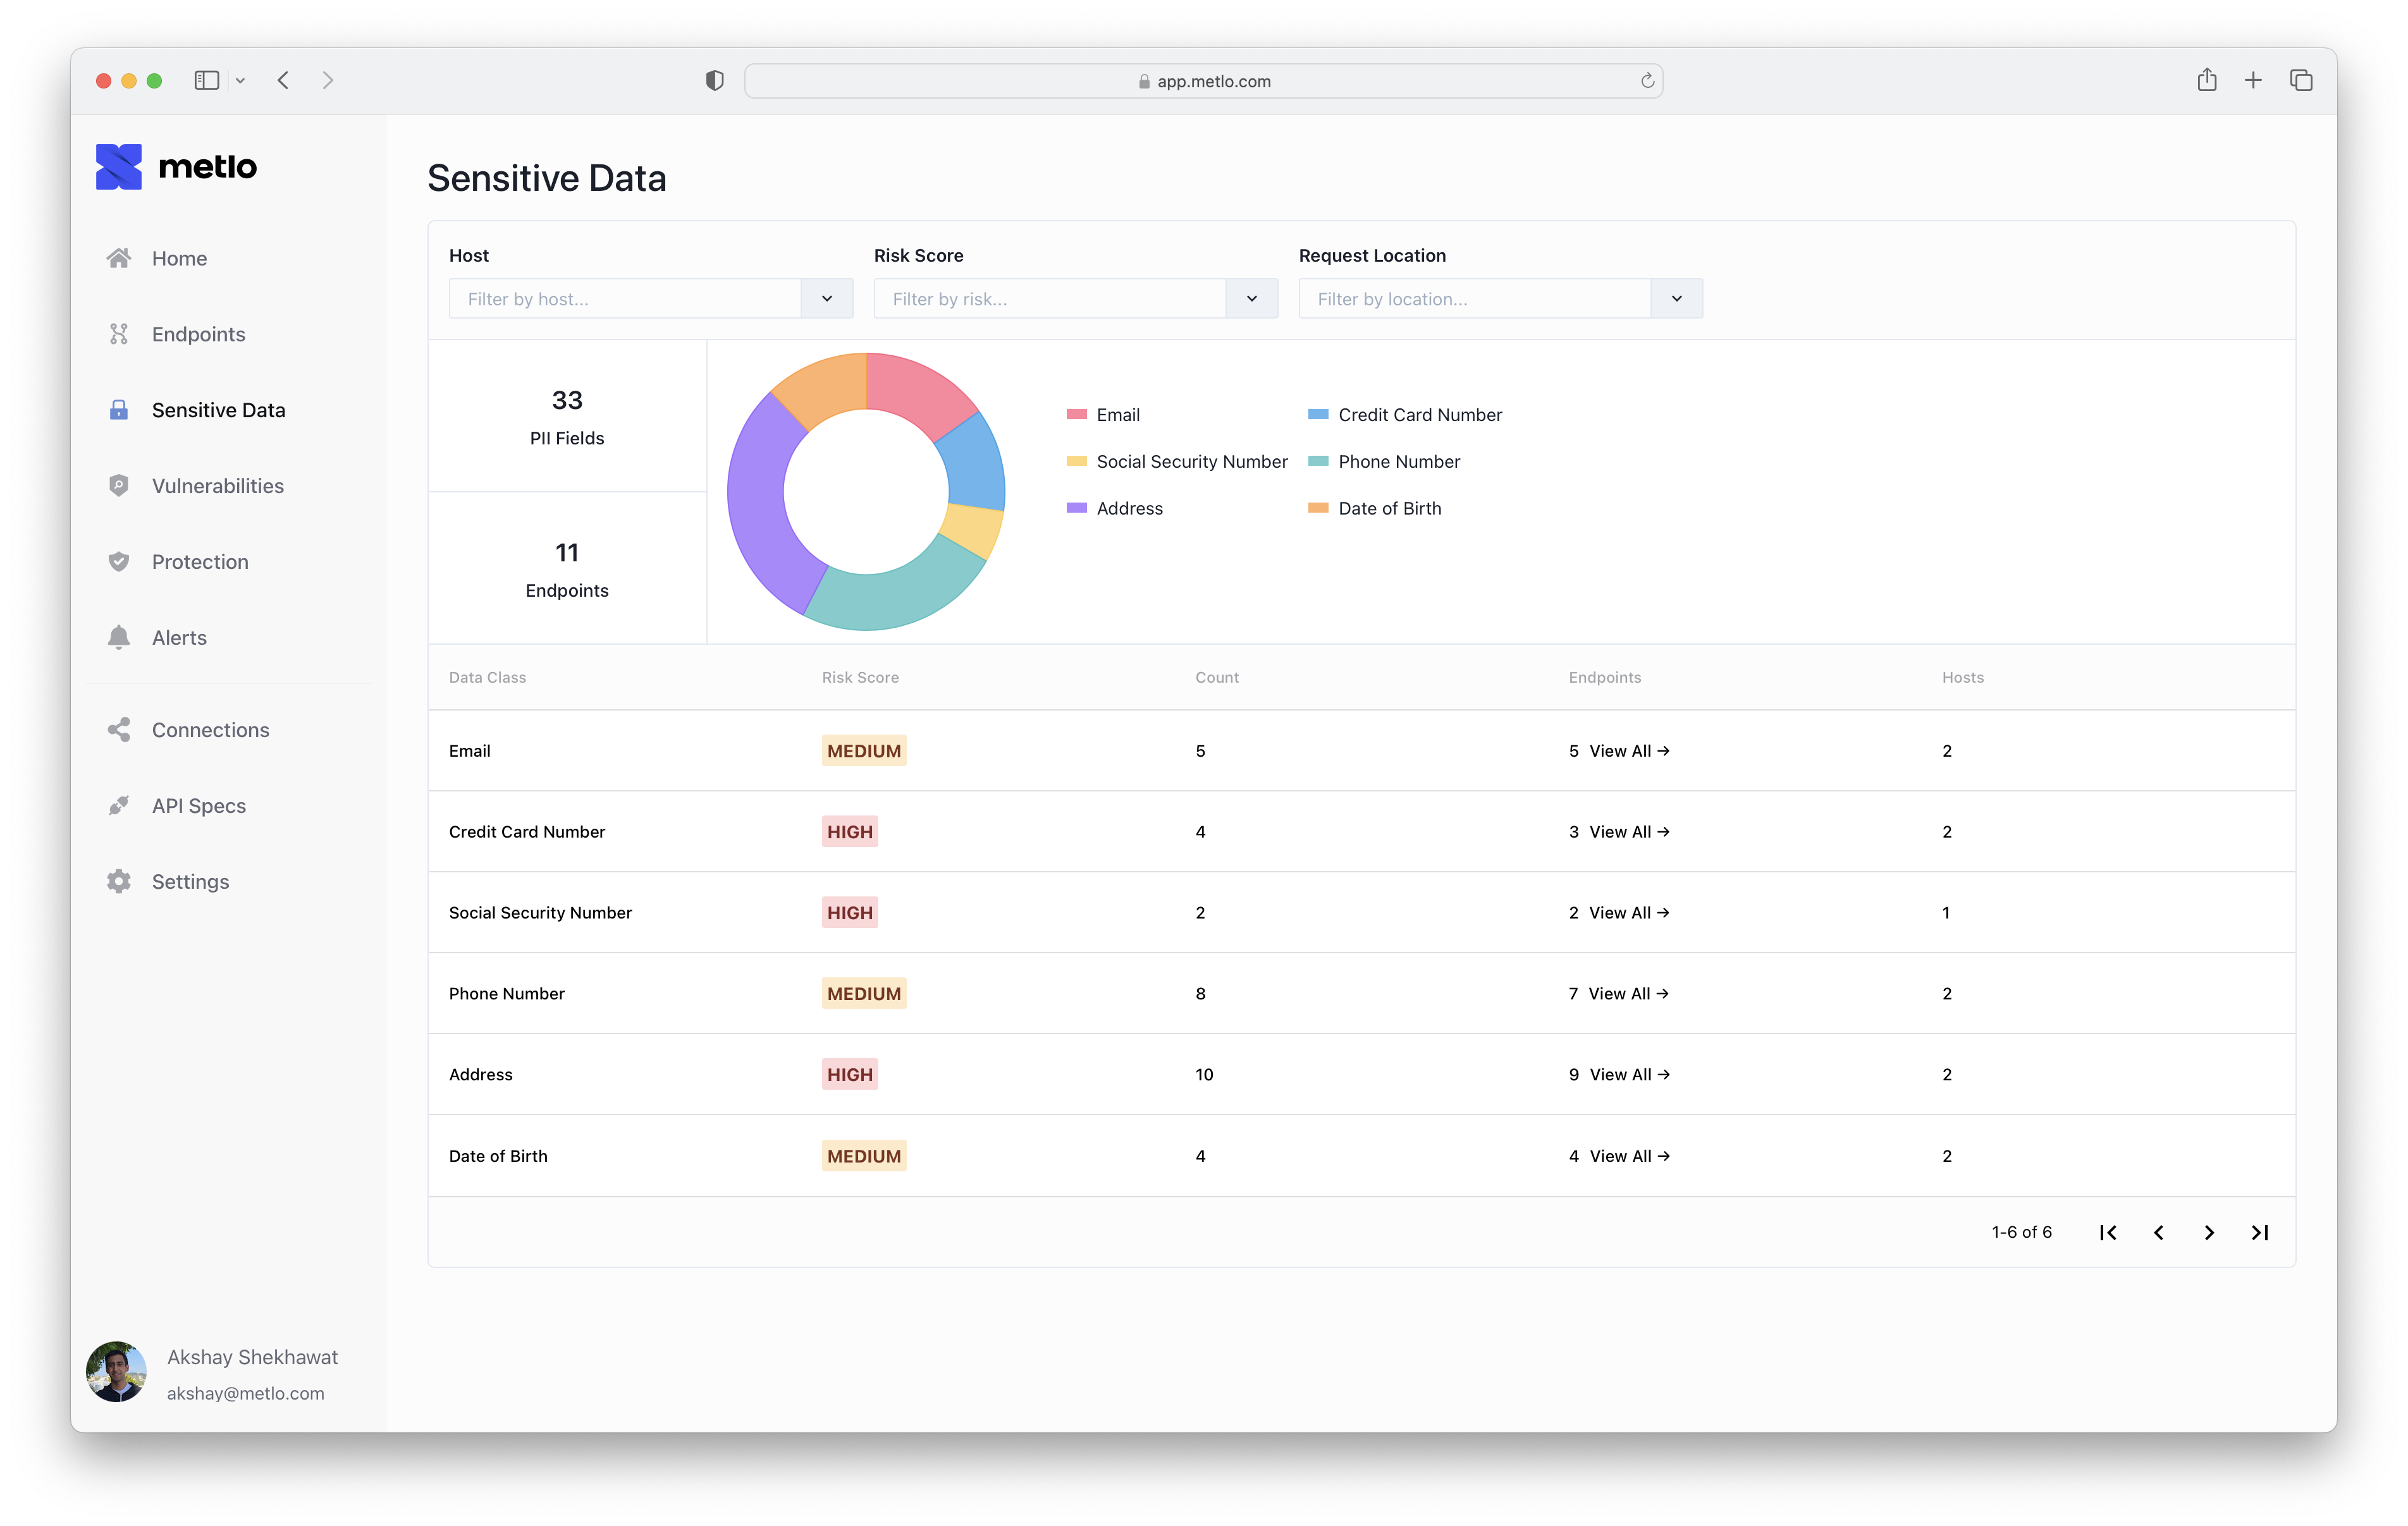 app.metlo.com
metlo
Home
Endpoints
Sensitive Data
Vulnerabilities
Protection
Alerts
Connections
API Specs
Settings
Akshay Shekhawat
akshay@metlo.com
Sensitive Data
Host Risk Score Request Location
Filter by host... Filter by risk... Filter by location...
33
PII Fields
11
Endpoints
Email Credit Card Number
Social Security Number Phone Number
Address Date of Birth
Data Class Risk Score Count Endpoints Hosts
Email MEDIUM 5 5 View All → 2
Credit Card Number HIGH 4 3 View All → 2
Social Security Number HIGH 2 2 View All → 1
Phone Number MEDIUM 8 7 View All → 2
Address HIGH 10 9 View All → 2
Date of Birth MEDIUM 4 4 View All → 2
1-6 of 6